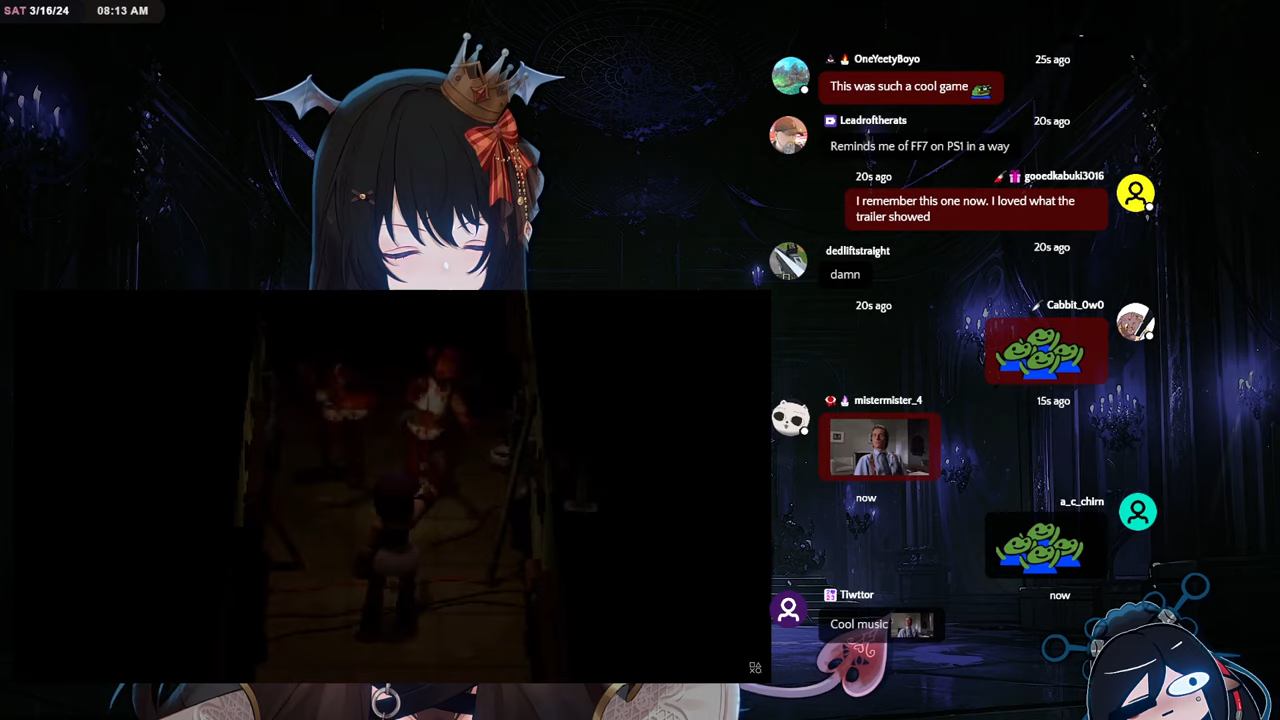 SAT 3/16/24 08:13 AM
OneYeetyBoyo 25s ago
This was such a cool game
Leadroftherats 20s ago
Reminds me of FF7 on PS1 in a way
20s ago gooedkabuki3016
I remember this one now. I loved what the
trailer showed
dedliftstraight 20s ago
damn
20s ago Cabbit_0w0
mistermister_4 15s ago
now a_c_chirn
Tiwttor now
Cool music